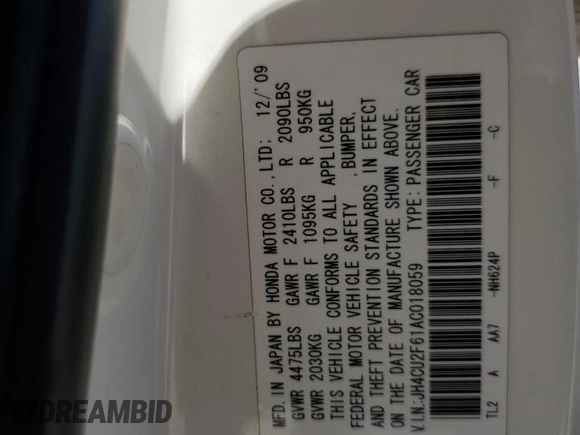 MFD. IN JAPAN BY HONDA MOTOR CO., LTD: 12/'09
GVWR 4475LBS GAWR F 2410LBS R 2090LBS
GVWR 2030KG GAWR F 1095KG R 950KG
THIS VEHICLE CONFORMS TO ALL APPLICABLE
FEDERAL MOTOR VEHICLE SAFETY ,BUMPER,
AND THEFT PREVENTION STANDARDS IN EFFECT
ON THE DATE OF MANUFACTURE SHOWN ABOVE.
V.I.N.:JH4CU2F61AC018059 TYPE: PASSENGER CAR
TL2 A AA7 -NH624P -F -C
DREAMBID